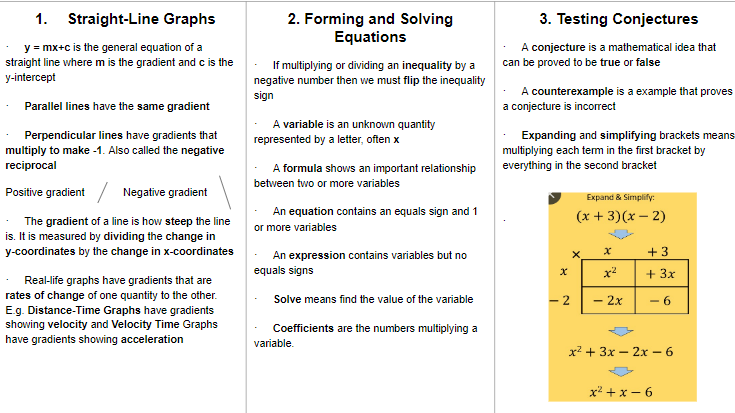 1. Straight-Line Graphs
· y = mx+c is the general equation of a
straight line where m is the gradient and c is the
y-intercept
· Parallel lines have the same gradient
· Perpendicular lines have gradients that
multiply to make -1. Also called the negative
reciprocal
Positive gradient Negative gradient
· The gradient of a line is how steep the line
is. It is measured by dividing the change in
y-coordinates by the change in x-coordinates
· Real-life graphs have gradients that are
rates of change of one quantity to the other.
E.g. Distance-Time Graphs have gradients
showing velocity and Velocity Time Graphs
have gradients showing acceleration
2. Forming and Solving
Equations
· If multiplying or dividing an inequality by a
negative number then we must flip the inequality
sign
· A variable is an unknown quantity
represented by a letter, often x
· A formula shows an important relationship
between two or more variables
· An equation contains an equals sign and 1
or more variables
· An expression contains variables but no
equals signs
· Solve means find the value of the variable
· Coefficients are the numbers multiplying a
variable.
3. Testing Conjectures
· A conjecture is a mathematical idea that
can be proved to be true or false
· A counterexample is a example that proves
a conjecture is incorrect
· Expanding and simplifying brackets means
multiplying each term in the first bracket by
everything in the second bracket
·
Expand & Simplify:
(x + 3)(x − 2)
× x + 3
x x² + 3x
− 2 − 2x − 6
x² + 3x − 2x − 6
x² + x − 6